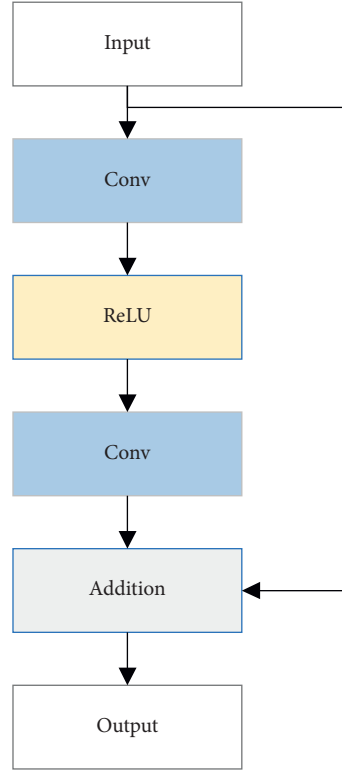 Input
Conv
ReLU
Conv
Addition
Output